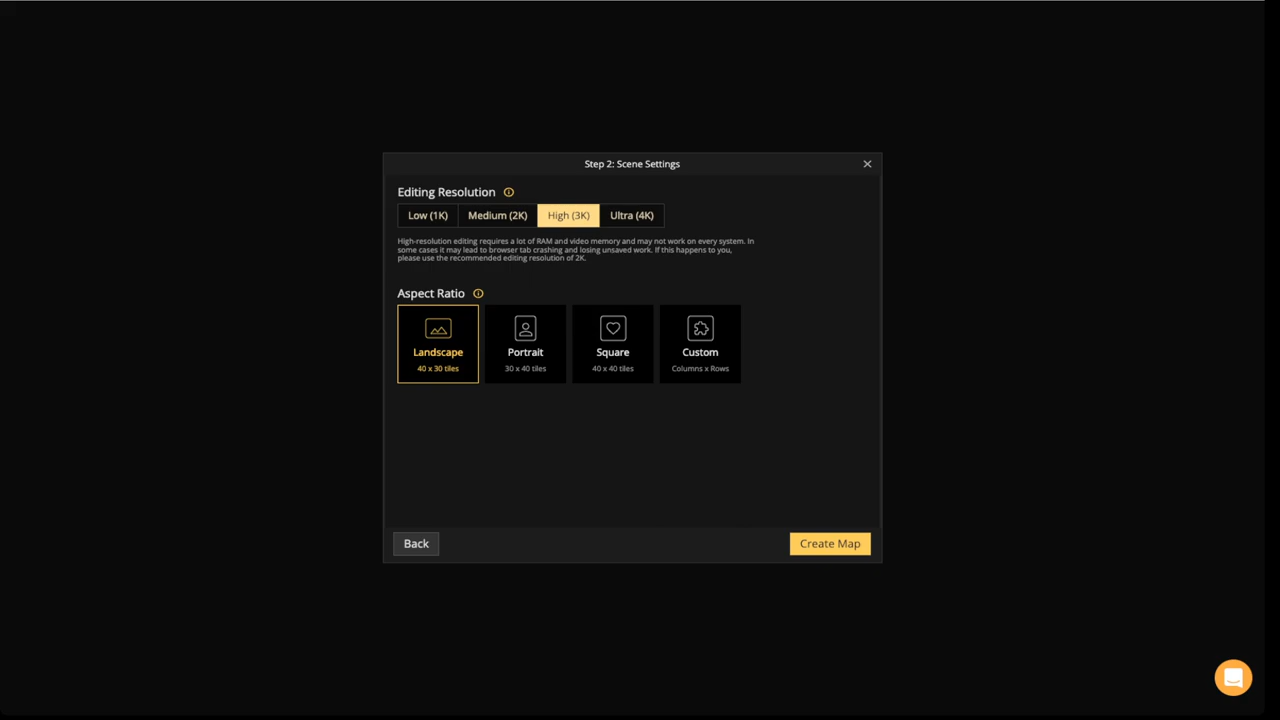 Step 2: Scene Settings
Editing Resolution
Low (1K) Medium (2K) High (3K) Ultra (4K)
High-resolution editing requires a lot of RAM and video memory and may not work on every system. In
some cases it may lead to browser tab crashing and losing unsaved work. If this happens to you,
please use the recommended editing resolution of 2K.
Aspect Ratio
Landscape Portrait Square Custom
40 x 30 tiles 30 x 40 tiles 40 x 40 tiles Columns x Rows
Back Create Map